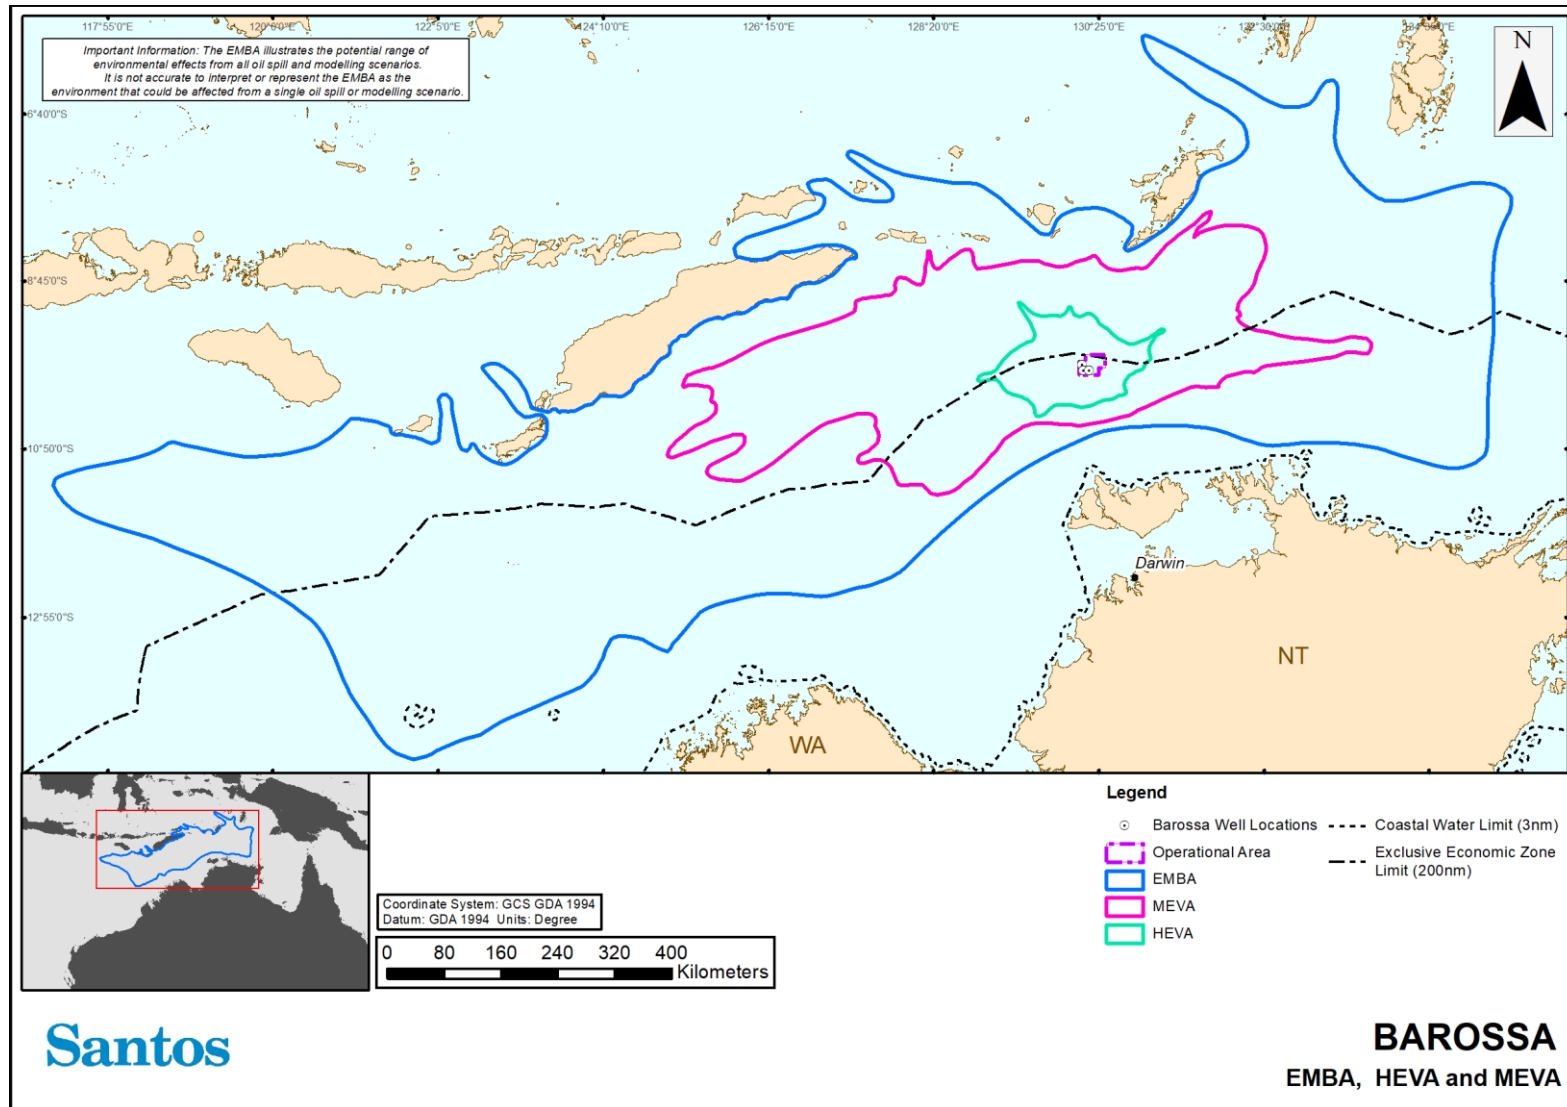 117°55'0"E
120°0'0"E
122°5'0"E
124°10'0"E
126°15'0"E
128°20'0"E
130°25'0"E
132°30'0"E
134°35'0"E
Important Information: The EMBA illustrates the potential range of
environmental effects from all oil spill and modelling scenarios.
It is not accurate to interpret or represent the EMBA as the
environment that could be affected from a single oil spill or modelling scenario.
N
6°40'0"S
8°45'0"S
10°50'0"S
12°55'0"S
Darwin
NT
WA
Legend
Barossa Well Locations
Operational Area
EMBA
MEVA
HEVA
Coastal Water Limit (3nm)
Exclusive Economic Zone
Limit (200nm)
Coordinate System: GCS GDA 1994
Datum: GDA 1994 Units: Degree
0 80 160 240 320 400
Kilometers
Santos
BAROSSA
EMBA, HEVA and MEVA